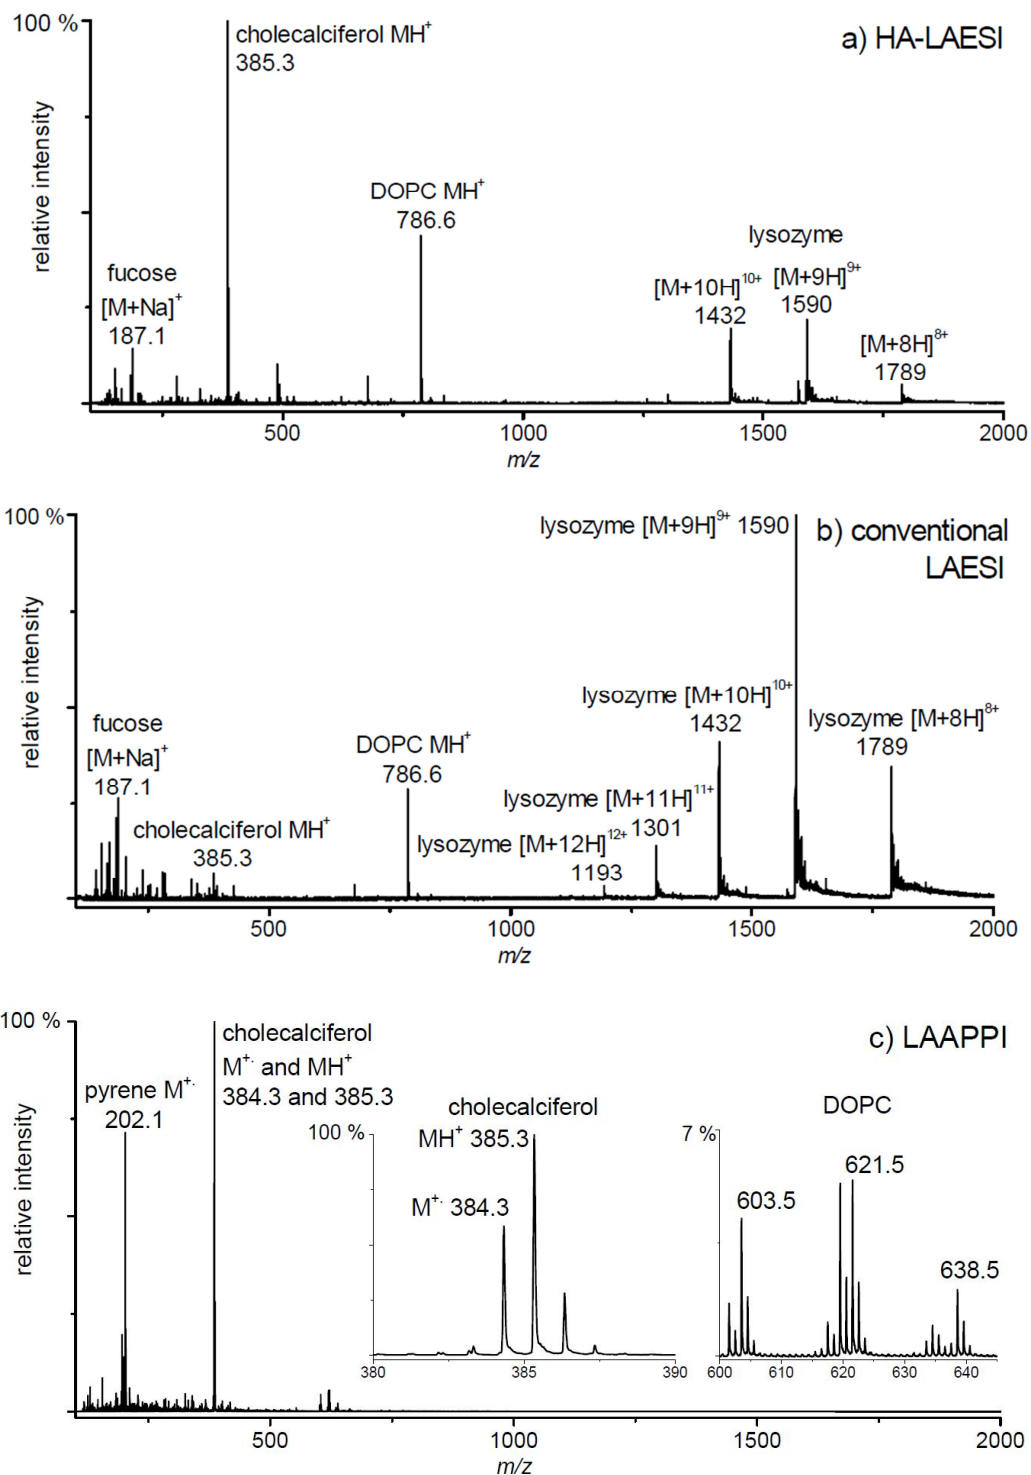 100 %
cholecalciferol MH⁺
385.3
a) HA-LAESI
DOPC MH⁺
786.6
lysozyme
fucose
[M+Na]⁺
187.1
[M+10H]¹⁰⁺
1432
[M+9H]⁹⁺
1590
[M+8H]⁸⁺
1789
relative intensity
500
1000
1500
2000
m/z
100 %
lysozyme [M+9H]⁹⁺ 1590
b) conventional
LAESI
lysozyme [M+10H]¹⁰⁺
1432
lysozyme [M+8H]⁸⁺
1789
fucose
[M+Na]⁺
187.1
DOPC MH⁺
786.6
lysozyme [M+11H]¹¹⁺
1301
cholecalciferol MH⁺
385.3
lysozyme [M+12H]¹²⁺
1193
relative intensity
500
1000
1500
2000
m/z
100 %
cholecalciferol
M⁺· and MH⁺
384.3 and 385.3
c) LAAPPI
pyrene M⁺·
202.1
cholecalciferol
100 %
MH⁺ 385.3
M⁺· 384.3
380
385
390
DOPC
7 %
621.5
603.5
638.5
600
610
620
630
640
relative intensity
500
1000
1500
2000
m/z